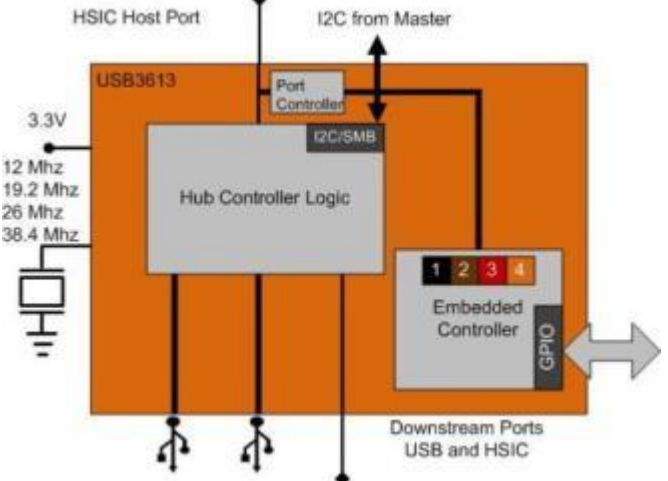 HSIC Host Port
I2C from Master
USB3613
Port
Controller
3.3V
I2C/SMB
12 Mhz
19.2 Mhz
26 Mhz
38.4 Mhz
Hub Controller Logic
1 2 3 4
Embedded
Controller
GPIO
Downstream Ports
USB and HSIC